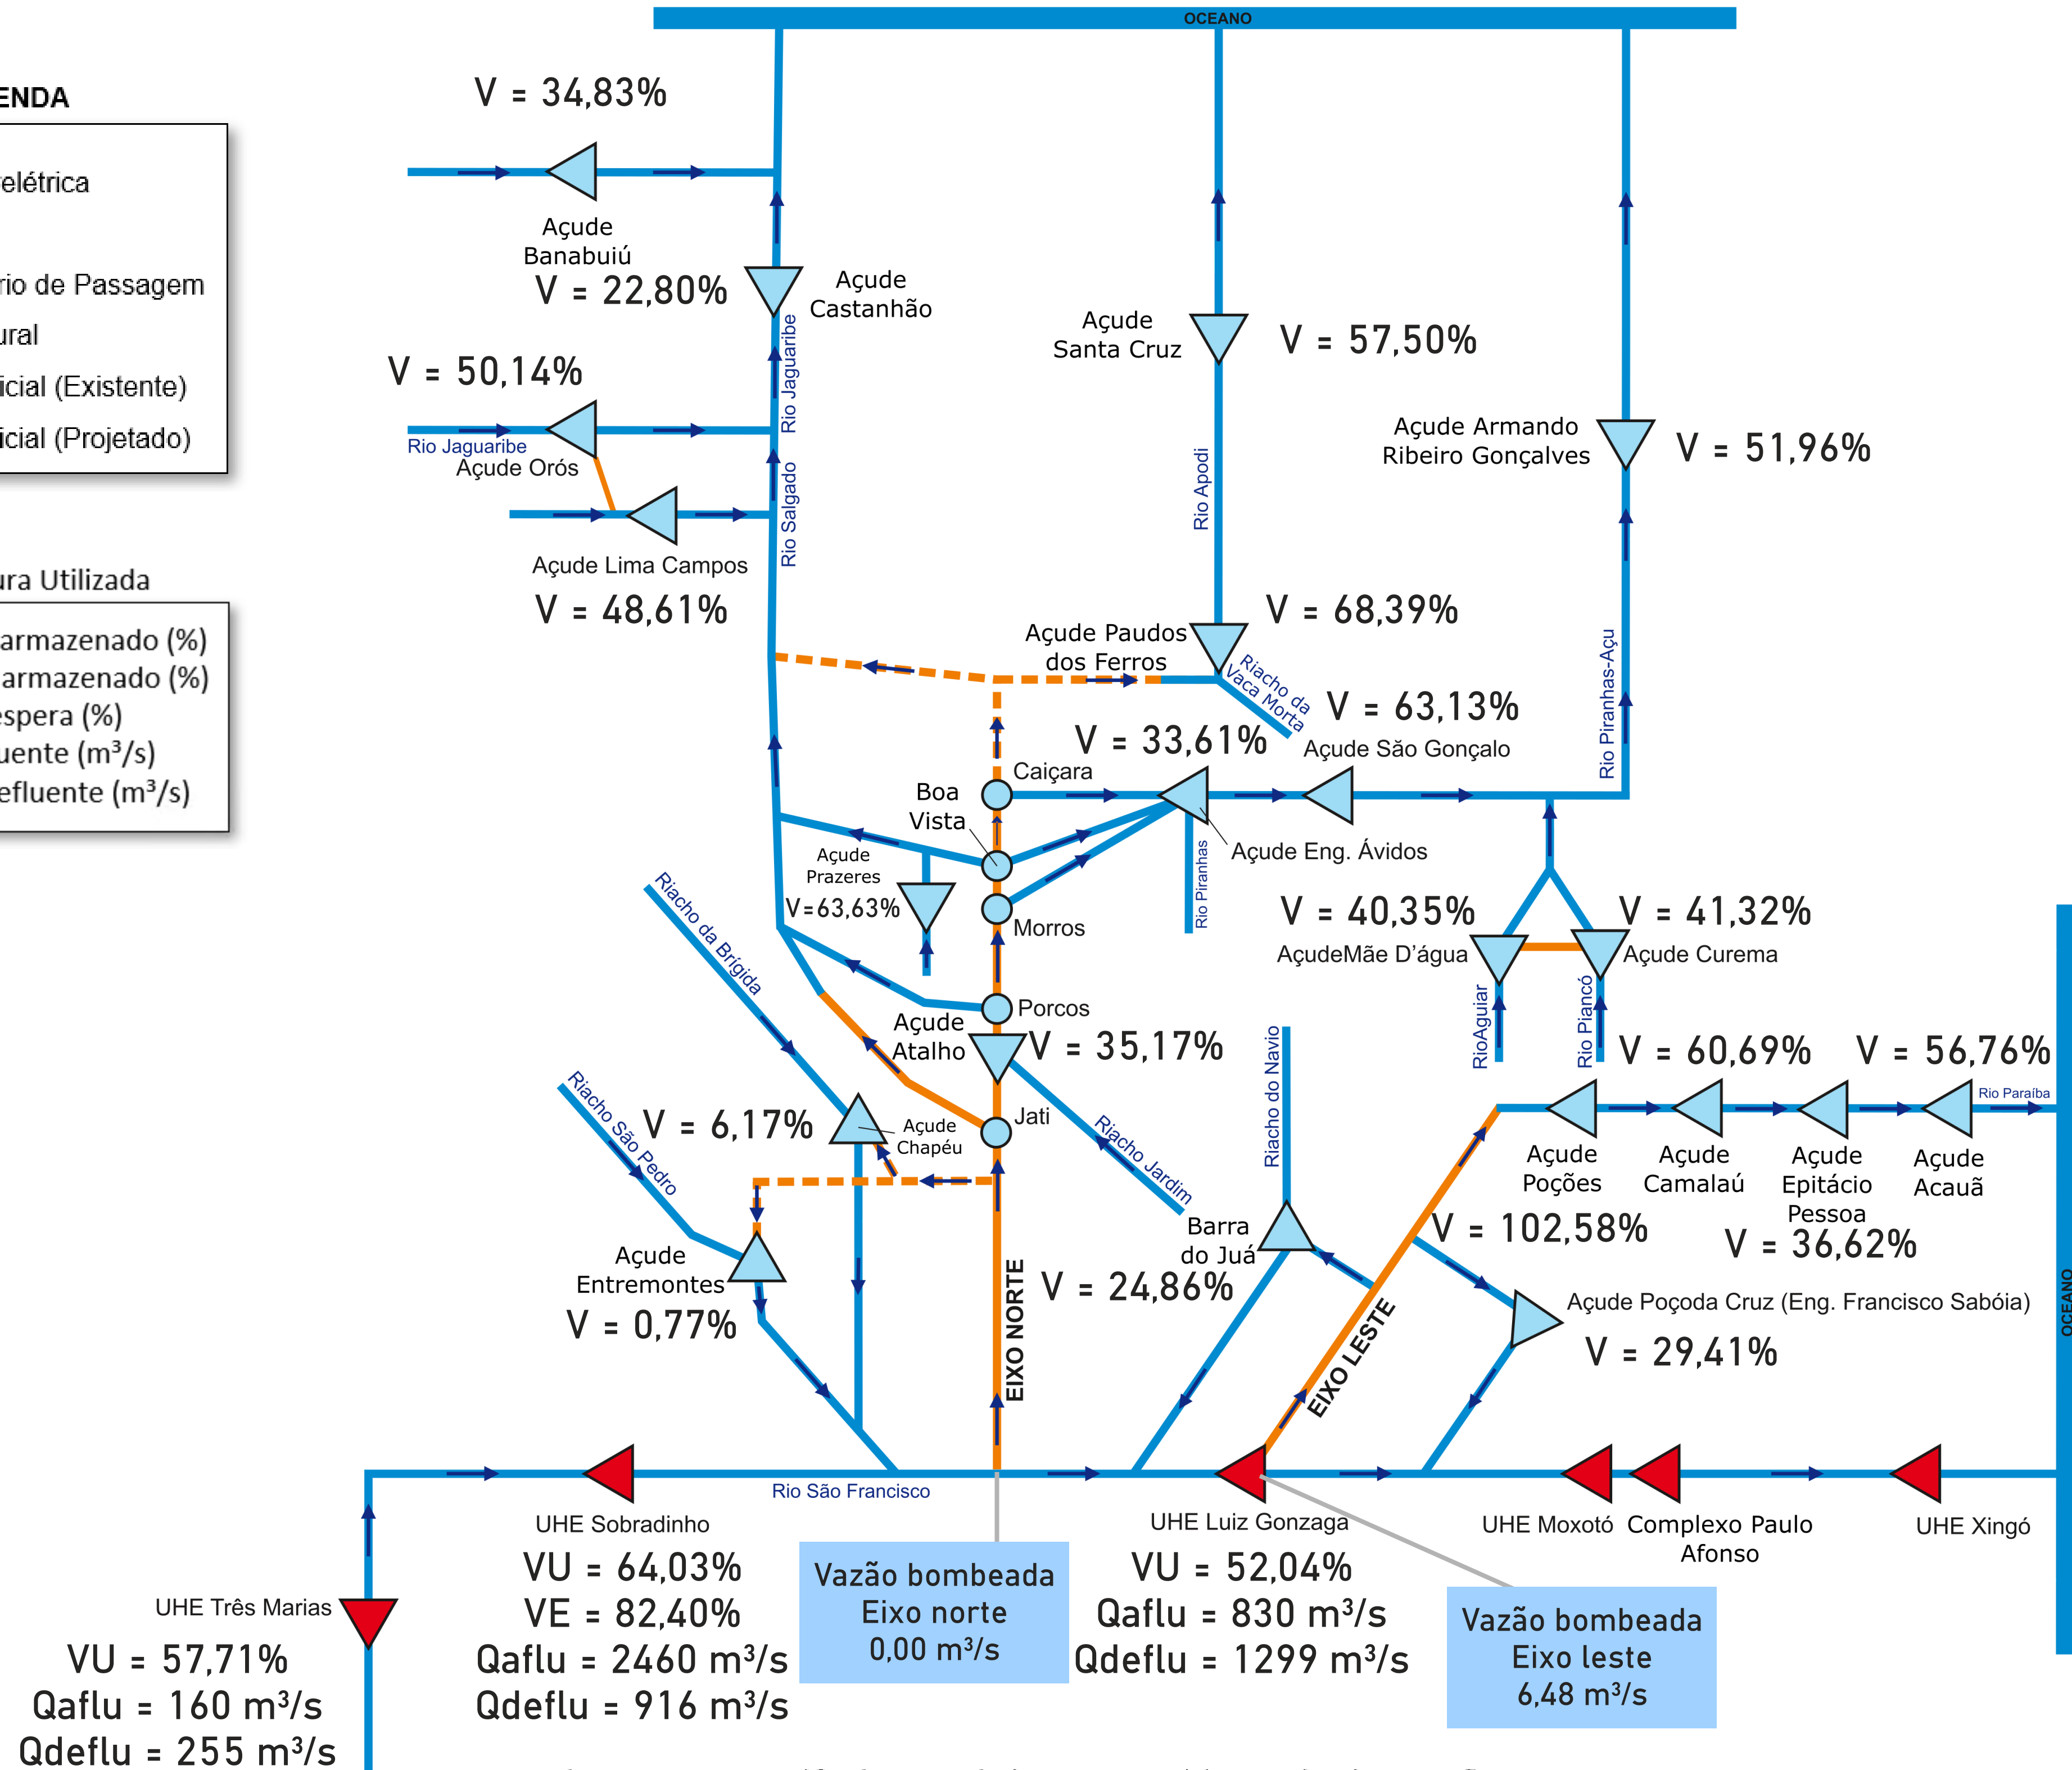 OCEANO
ENDA
elétrica
rio de Passagem
ural
icial (Existente)
icial (Projetado)
ura Utilizada
armazenado (%)
armazenado (%)
espera (%)
uente (m³/s)
efluente (m³/s)
V = 34,83%
Açude
Banabuiú
V = 22,80%
Açude
Castanhão
Rio Jaguaribe
V = 50,14%
Rio Jaguaribe
Açude Orós
Rio Salgado
Açude Lima Campos
V = 48,61%
Açude
Santa Cruz
V = 57,50%
Rio Apodi
Açude Armando
Ribeiro Gonçalves
V = 51,96%
Rio Piranhas-Açu
Açude Paudos
dos Ferros
V = 68,39%
Riacho da
Vaca Morta
V = 63,13%
Açude São Gonçalo
V = 33,61%
Caiçara
Boa
Vista
Açude Eng. Ávidos
Rio Piranhas
Açude
Prazeres
V=63,63%
Morros
Riacho da Brígida
V = 40,35%
AçudeMãe D'água
V = 41,32%
Açude Curema
RioAguiar
Rio Piancó
Porcos
Açude
Atalho
V = 35,17%
Riacho do Navio
V = 60,69%
V = 56,76%
Rio Paraíba
Riacho São Pedro
V = 6,17%
Açude
Chapéu
Jati
Riacho Jardim
Açude
Poções
Açude
Camalaú
Açude
Epitácio
Pessoa
Açude
Acauã
V = 102,58%
V = 36,62%
Barra
do Juá
V = 24,86%
Açude
Entremontes
V = 0,77%
EIXO NORTE
EIXO LESTE
Açude Poçoda Cruz (Eng. Francisco Sabóia)
V = 29,41%
OCEANO
Rio São Francisco
UHE Sobradinho
VU = 64,03%
VE = 82,40%
Qaflu = 2460 m³/s
Qdeflu = 916 m³/s
Vazão bombeada
Eixo norte
0,00 m³/s
UHE Luiz Gonzaga
VU = 52,04%
Qaflu = 830 m³/s
Qdeflu = 1299 m³/s
Vazão bombeada
Eixo leste
6,48 m³/s
UHE Moxotó
Complexo Paulo
Afonso
UHE Xingó
UHE Três Marias
VU = 57,71%
Qaflu = 160 m³/s
Qdeflu = 255 m³/s